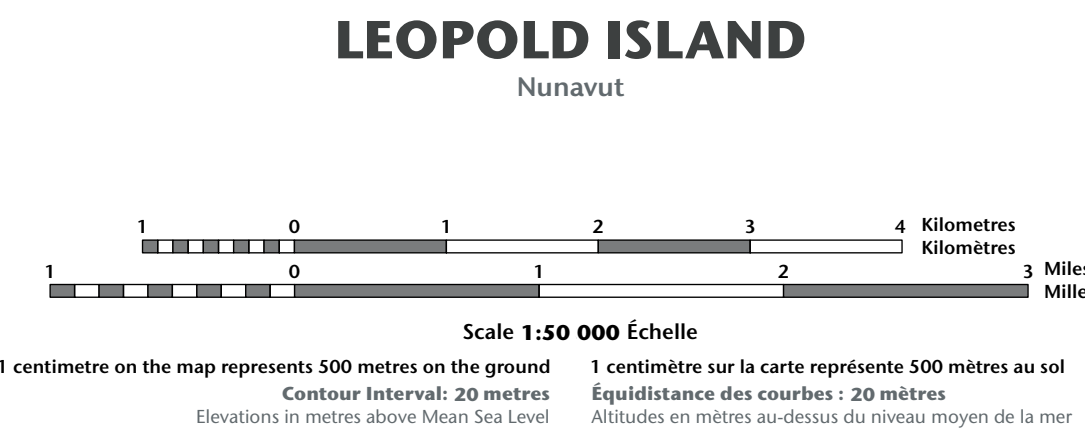 LEOPOLD ISLAND
Nunavut
1 0 1 2 3 4 Kilometres
Kilomètres
1 0 1 2 3 Miles
Mille
Scale 1:50 000 Échelle
1 centimetre on the map represents 500 metres on the ground
1 centimètre sur la carte représente 500 mètres au sol
Contour Interval: 20 metres
Équidistance des courbes : 20 mètres
Elevations in metres above Mean Sea Level
Altitudes en mètres au-dessus du niveau moyen de la mer